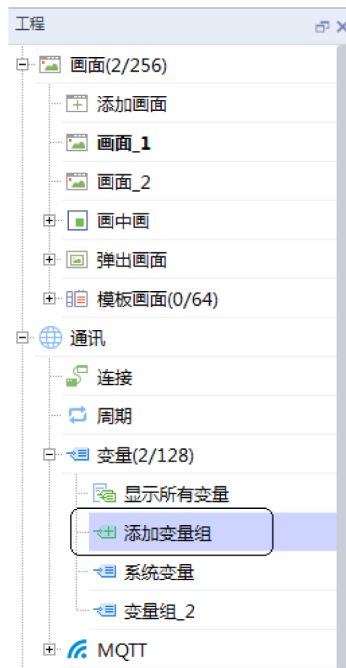 工程
画面(2/256)
添加画面
画面_1
画面_2
画中画
弹出画面
模板画面(0/64)
通讯
连接
周期
变量(2/128)
显示所有变量
添加变量组
系统变量
变量组_2
MQTT